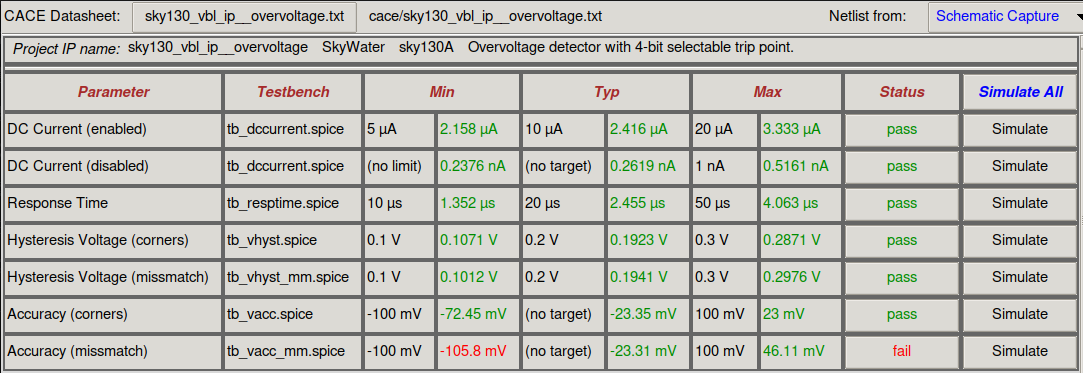 CACE Datasheet: sky130_vbl_ip__overvoltage.txt cace/sky130_vbl_ip__overvoltage.txt Netlist from: Schematic Capture
Project IP name: sky130_vbl_ip__overvoltage SkyWater sky130A Overvoltage detector with 4-bit selectable trip point.
Parameter Testbench Min Typ Max Status Simulate All
DC Current (enabled) tb_dccurrent.spice 5 µA 2.158 µA 10 µA 2.416 µA 20 µA 3.333 µA pass Simulate
DC Current (disabled) tb_dccurrent.spice (no limit) 0.2376 nA (no target) 0.2619 nA 1 nA 0.5161 nA pass Simulate
Response Time tb_resptime.spice 10 µs 1.352 µs 20 µs 2.455 µs 50 µs 4.063 µs pass Simulate
Hysteresis Voltage (corners) tb_vhyst.spice 0.1 V 0.1071 V 0.2 V 0.1923 V 0.3 V 0.2871 V pass Simulate
Hysteresis Voltage (missmatch) tb_vhyst_mm.spice 0.1 V 0.1012 V 0.2 V 0.1941 V 0.3 V 0.2976 V pass Simulate
Accuracy (corners) tb_vacc.spice -100 mV -72.45 mV (no target) -23.35 mV 100 mV 23 mV pass Simulate
Accuracy (missmatch) tb_vacc_mm.spice -100 mV -105.8 mV (no target) -23.31 mV 100 mV 46.11 mV fail Simulate